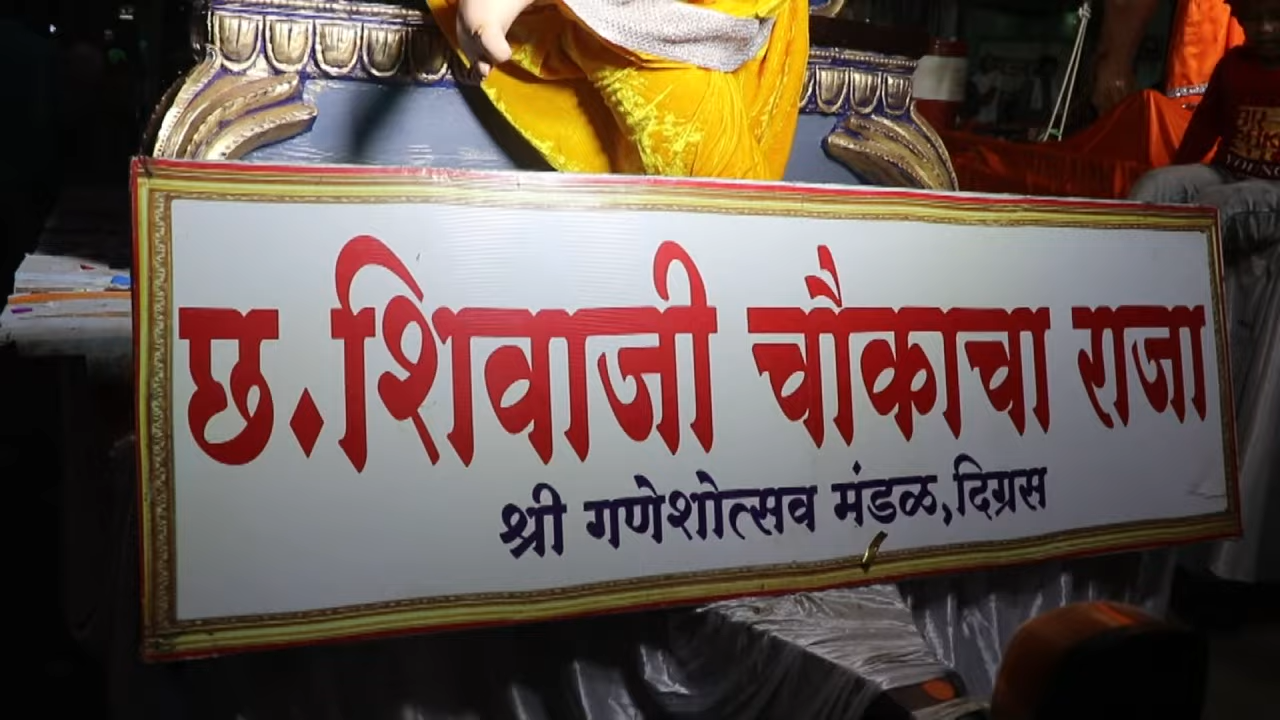 छ.शिवाजी चौकाचा राजा
श्री गणेशोत्सव मंडळ,दिग्रस